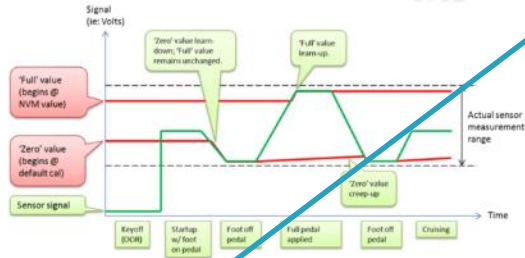 Signal
(ie: Volts)
'Full' value
(begins @
NVM value)
'Zero' value
(begins @
default cal)
Sensor signal
'Zero' value learn-
down; 'Full' value
remains unchanged.
'Full' value
learn-up.
Actual sensor
measurement
range
'Zero' value
creep-up
Time
Keyoff
(OOR)
Startup
w/ foot
on pedal
Foot off
pedal
Full pedal
applied
Foot off
pedal
Cruising